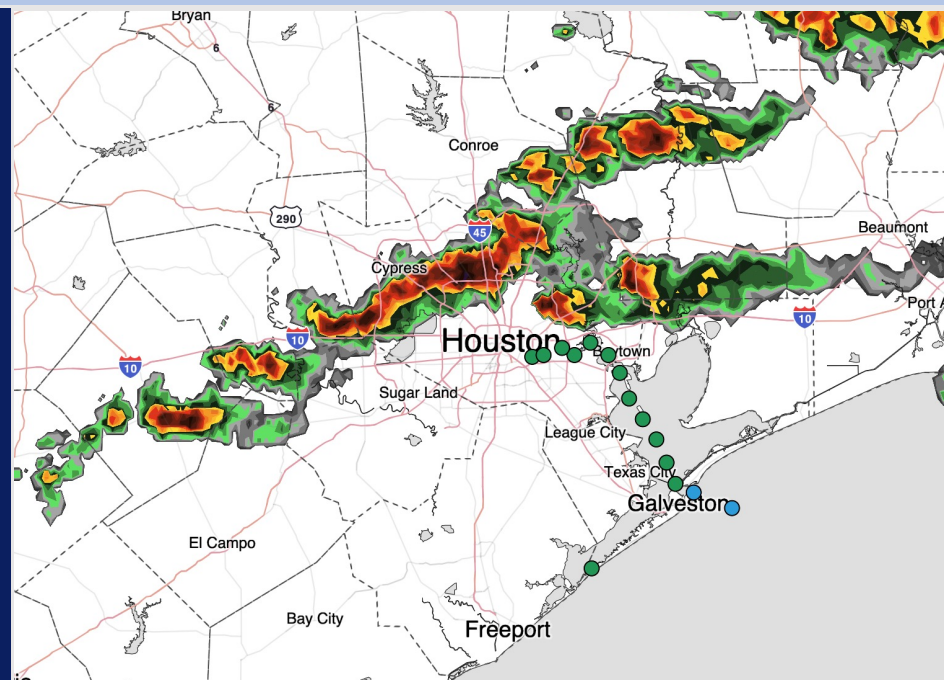 Bryan
6
6
Conroe
290
45
Beaumont
Cypress
Port A
10
10
Houston
Baytown
10
Sugar Land
League City
Texas City
Galveston
El Campo
Bay City
Freeport